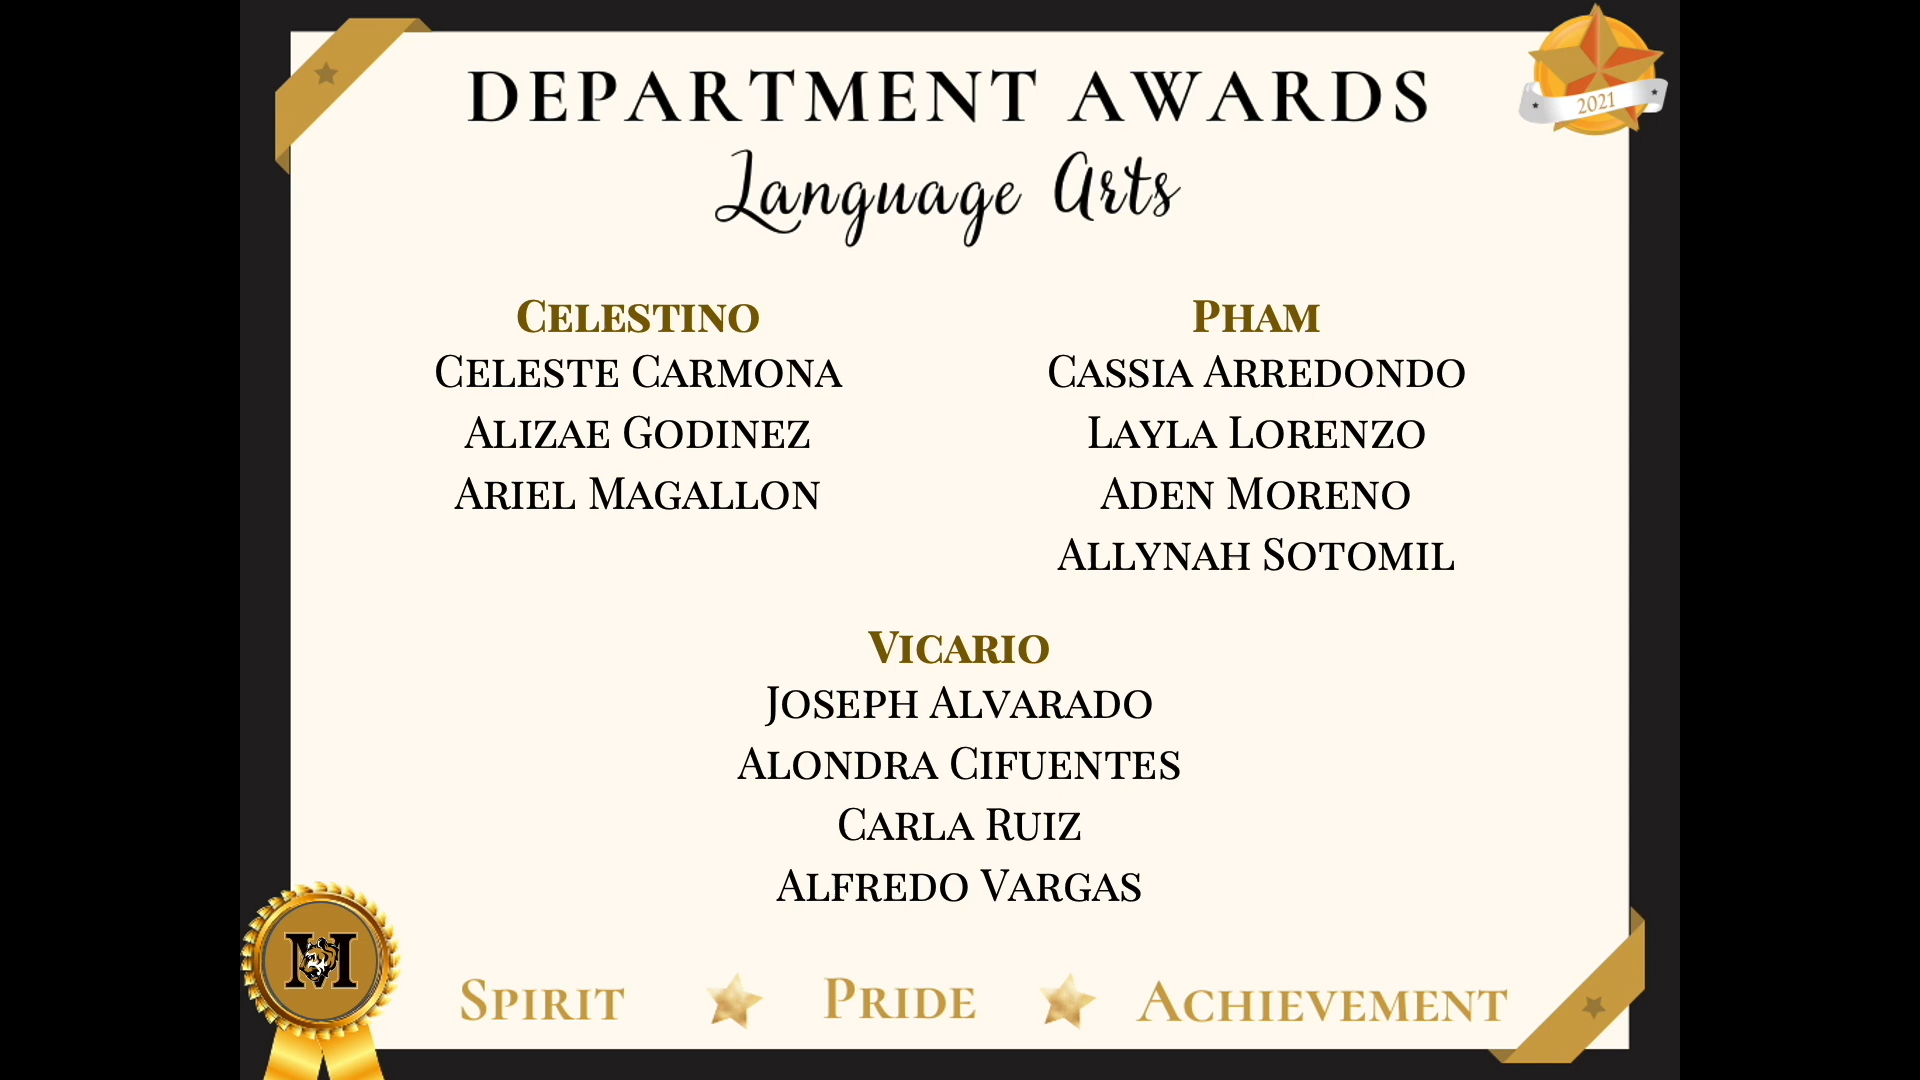 DEPARTMENT AWARDS
2021
Language Arts
Celestino
Celeste Carmona
Alizae Godinez
Ariel Magallon
Pham
Cassia Arredondo
Layla Lorenzo
Aden Moreno
Allynah Sotomil
Vicario
Joseph Alvarado
Alondra Cifuentes
Carla Ruiz
Alfredo Vargas
M
Spirit Pride Achievement